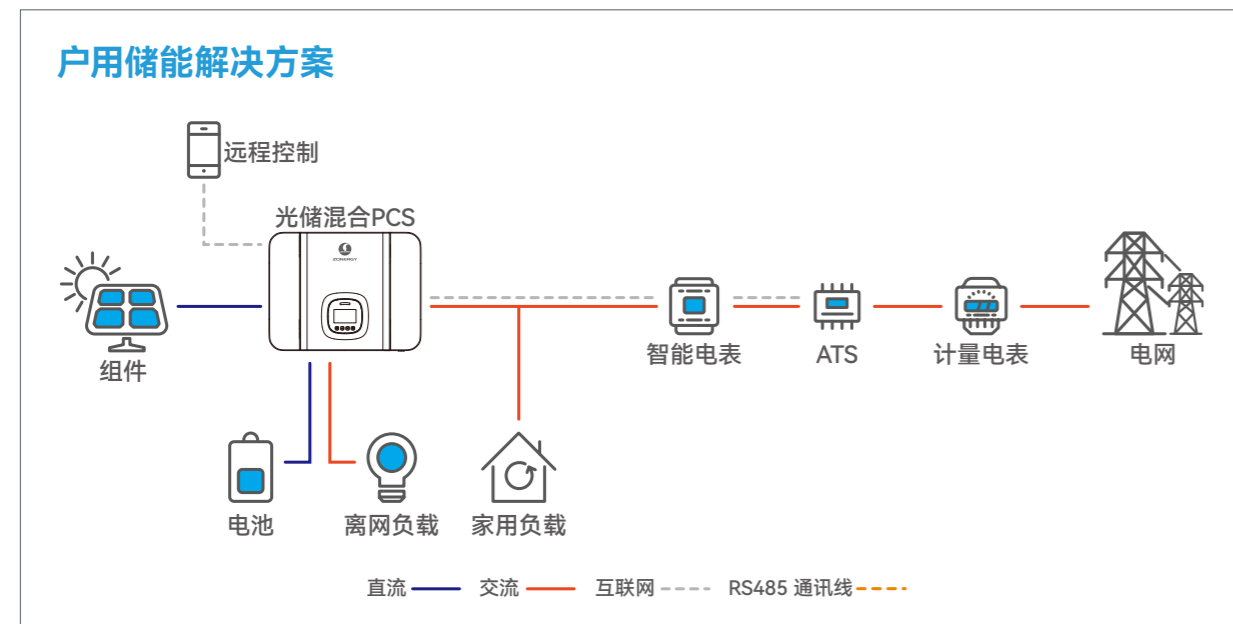 户用储能解决方案
远程控制
光储混合PCS
ZONERGY
组件
智能电表
ATS
计量电表
电网
电池
离网负载
家用负载
直流
交流
互联网
RS485 通讯线